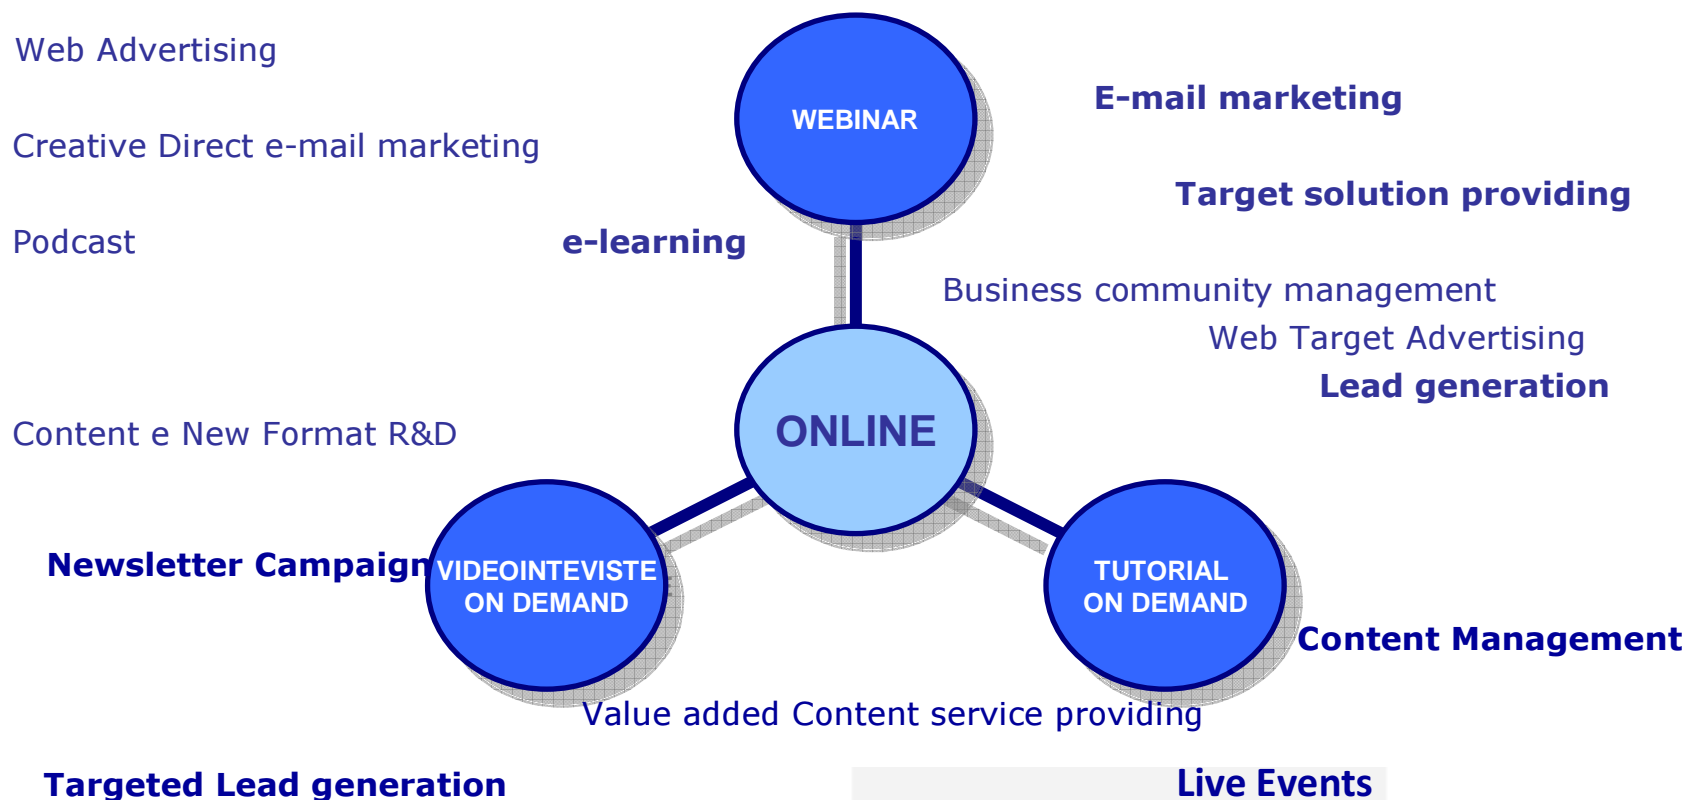 Web Advertising
WEBINAR
E-mail marketing
Creative Direct e-mail marketing
Target solution providing
Podcast
e-learning
Business community management
Web Target Advertising
Lead generation
ONLINE
Content e New Format R&D
Newsletter Campaign
VIDEOINTEVISTE
ON DEMAND
TUTORIAL
ON DEMAND
Content Management
Value added Content service providing
Targeted Lead generation
Live Events